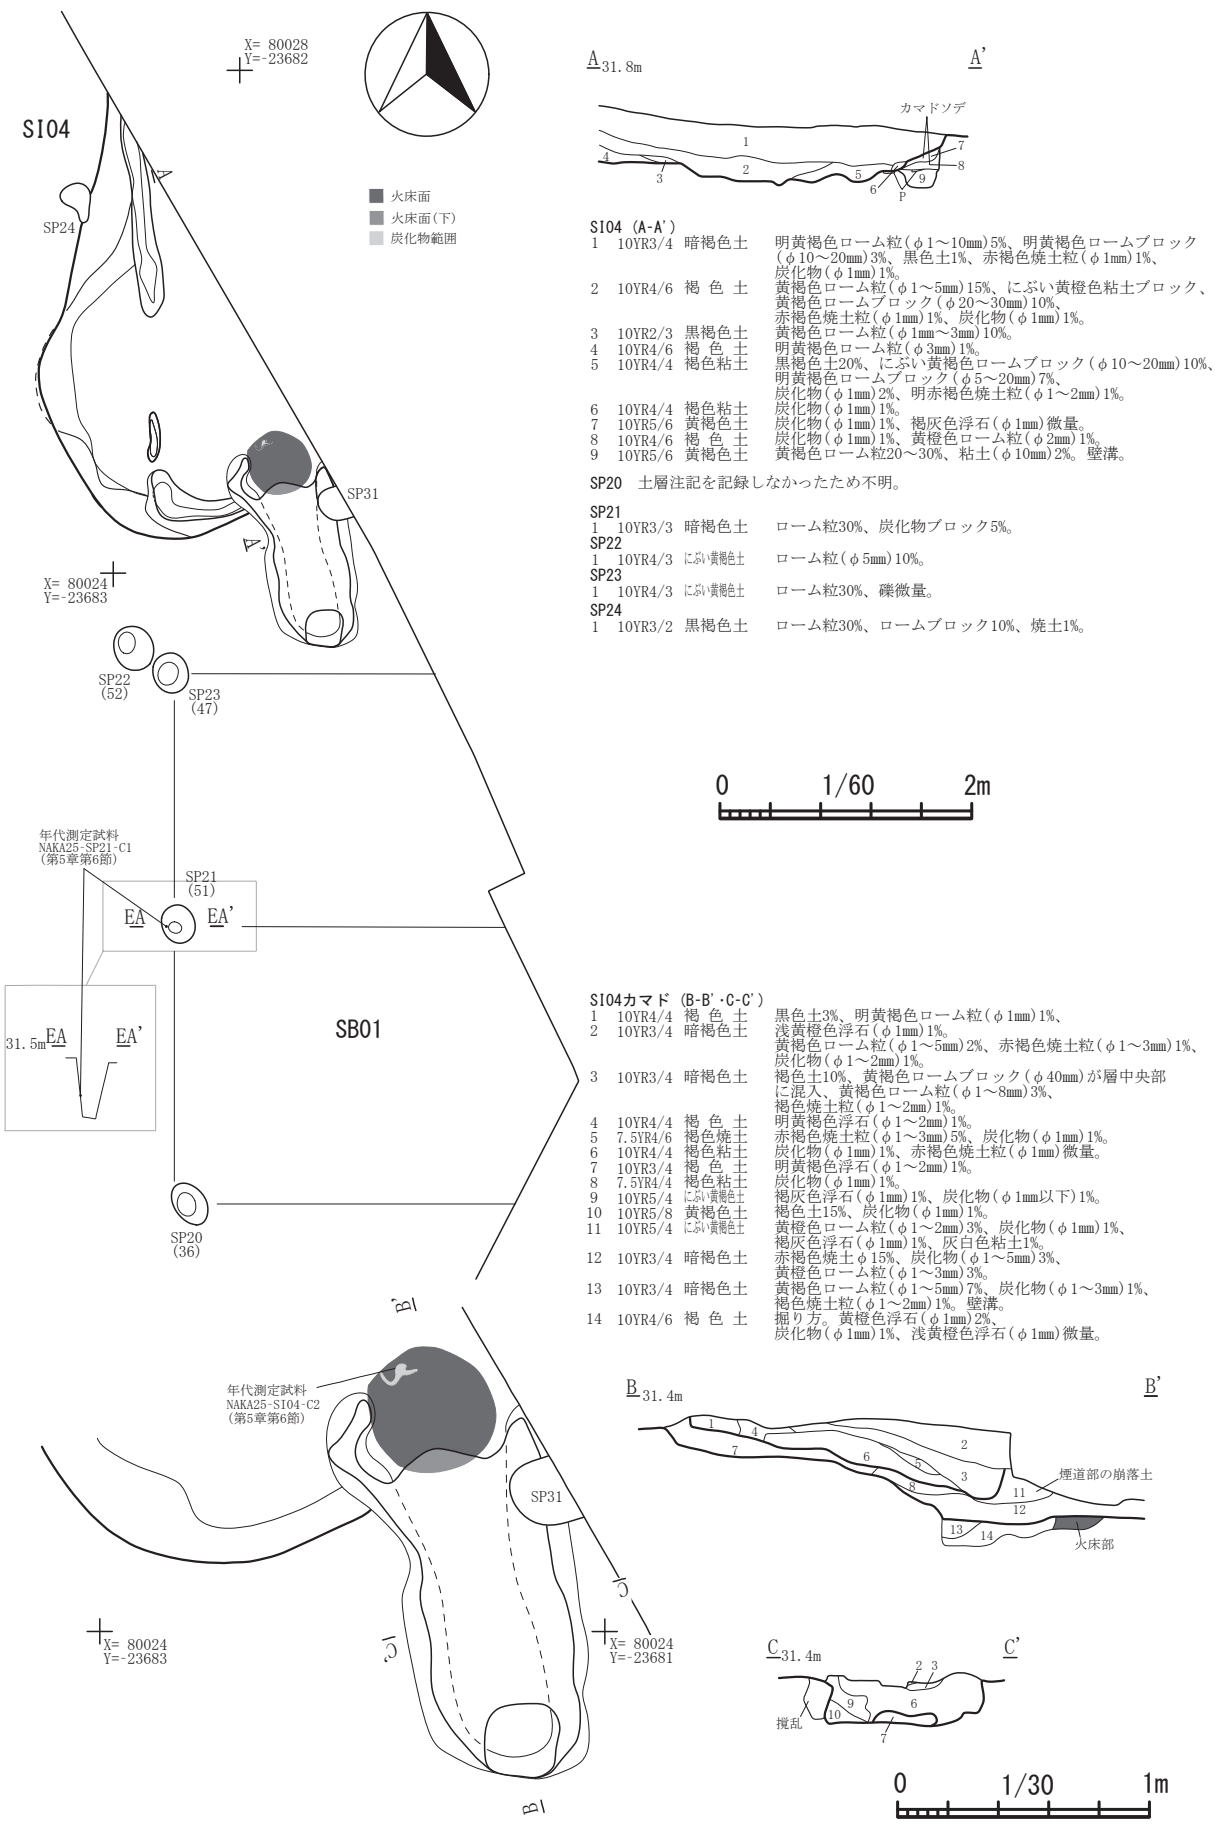 X= 80028
Y=-23682
SI04
A
SP24
火床面
火床面(下)
炭化物範囲
SP31
A'
X= 80024
Y=-23683
SP22
(52)
SP23
(47)
年代測定試料
NAKA25-SP21-C1
(第5章第6節)
SP21
(51)
EA
EA'
31.5m
EA
EA'
SB01
SP20
(36)
A 31.8m
A'
カマドソデ
1
2
3
4
5
6
7
8
9
P
SI04 (A-A')
1 10YR3/4 暗褐色土 明黄褐色ローム粒(φ1～10mm)5%、明黄褐色ロームブロック
(φ10～20mm)3%、黒色土1%、赤褐色焼土粒(φ1mm)1%、
炭化物(φ1mm)1%。
2 10YR4/6 褐 色 土 黄褐色ローム粒(φ1～5mm)15%、にぶい黄橙色粘土ブロック、
黄褐色ロームブロック(φ20～30mm)10%、
赤褐色焼土粒(φ1mm)1%、炭化物(φ1mm)1%。
3 10YR2/3 黒褐色土 黄褐色ローム粒(φ1mm～3mm)10%。
4 10YR4/6 褐 色 土 明黄褐色ローム粒(φ3mm)1%。
5 10YR4/4 褐色粘土 黒褐色土20%、にぶい黄褐色ロームブロック(φ10～20mm)10%、
明黄褐色ロームブロック(φ5～20mm)7%、
炭化物(φ1mm)2%、明赤褐色焼土粒(φ1～2mm)1%。
6 10YR4/4 褐色粘土 炭化物(φ1mm)1%。
7 10YR5/6 黄褐色土 炭化物(φ1mm)1%、褐灰色浮石(φ1mm)微量。
8 10YR4/6 褐 色 土 炭化物(φ1mm)1%、黄橙色ローム粒(φ2mm)1%。
9 10YR5/6 黄褐色土 黄褐色ローム粒20～30%、粘土(φ10mm)2%。壁溝。
SP20 土層注記を記録しなかったため不明。
SP21
1 10YR3/3 暗褐色土 ローム粒30%、炭化物ブロック5%。
SP22
1 10YR4/3 にぶい黄褐色土 ローム粒(φ5mm)10%。
SP23
1 10YR4/3 にぶい黄褐色土 ローム粒30%、礫微量。
SP24
1 10YR3/2 黒褐色土 ローム粒30%、ロームブロック10%、焼土1%。
0 1/60 2m
SI04カマド (B-B'･C-C')
1 10YR4/4 褐 色 土 黒色土3%、明黄褐色ローム粒(φ1mm)1%、
2 10YR3/4 暗褐色土 浅黄橙色浮石(φ1mm)1%。
黄褐色ローム粒(φ1～5mm)2%、赤褐色焼土粒(φ1～3mm)1%、
炭化物(φ1～2mm)1%。
3 10YR3/4 暗褐色土 褐色土10%、黄褐色ロームブロック(φ40mm)が層中央部
に混入、黄褐色ローム粒(φ1～8mm)3%、
褐色焼土粒(φ1～2mm)1%。
4 10YR4/4 褐 色 土 明黄褐色浮石(φ1～2mm)1%。
5 7.5YR4/6 褐色焼土 赤褐色焼土粒(φ1～3mm)5%、炭化物(φ1mm)1%。
6 10YR4/4 褐色粘土 炭化物(φ1mm)1%、赤褐色焼土粒(φ1mm)微量。
7 10YR3/4 褐 色 土 明黄褐色浮石(φ1～2mm)1%。
8 7.5YR4/4 褐色粘土 炭化物(φ1mm)1%。
9 10YR5/4 にぶい黄褐色土 褐灰色浮石(φ1mm)1%、炭化物(φ1mm以下)1%。
10 10YR5/8 黄褐色土 褐色土15%、炭化物(φ1mm)1%。
11 10YR5/4 にぶい黄褐色土 黄橙色ローム粒(φ1～2mm)3%、炭化物(φ1mm)1%、
褐灰色浮石(φ1mm)1%、灰白色粘土1%。
12 10YR3/4 暗褐色土 赤褐色焼土φ15%、炭化物(φ1～5mm)3%、
黄橙色ローム粒(φ1～3mm)3%。
13 10YR3/4 暗褐色土 黄褐色ローム粒(φ1～5mm)7%、炭化物(φ1～3mm)1%、
褐色焼土粒(φ1～2mm)1%。壁溝。
14 10YR4/6 褐 色 土 掘り方。黄橙色浮石(φ1mm)2%、
炭化物(φ1mm)1%、浅黄橙色浮石(φ1mm)微量。
B'
年代測定試料
NAKA25-SI04-C2
(第5章第6節)
SP31
C
C'
X= 80024
Y=-23683
X= 80024
Y=-23681
B
B 31.4m
B'
1
4
2
7
6
5
3
8
11
煙道部の崩落土
12
13
14
火床部
C 31.4m
C'
2
3
9
6
10
撹乱
7
0 1/30 1m